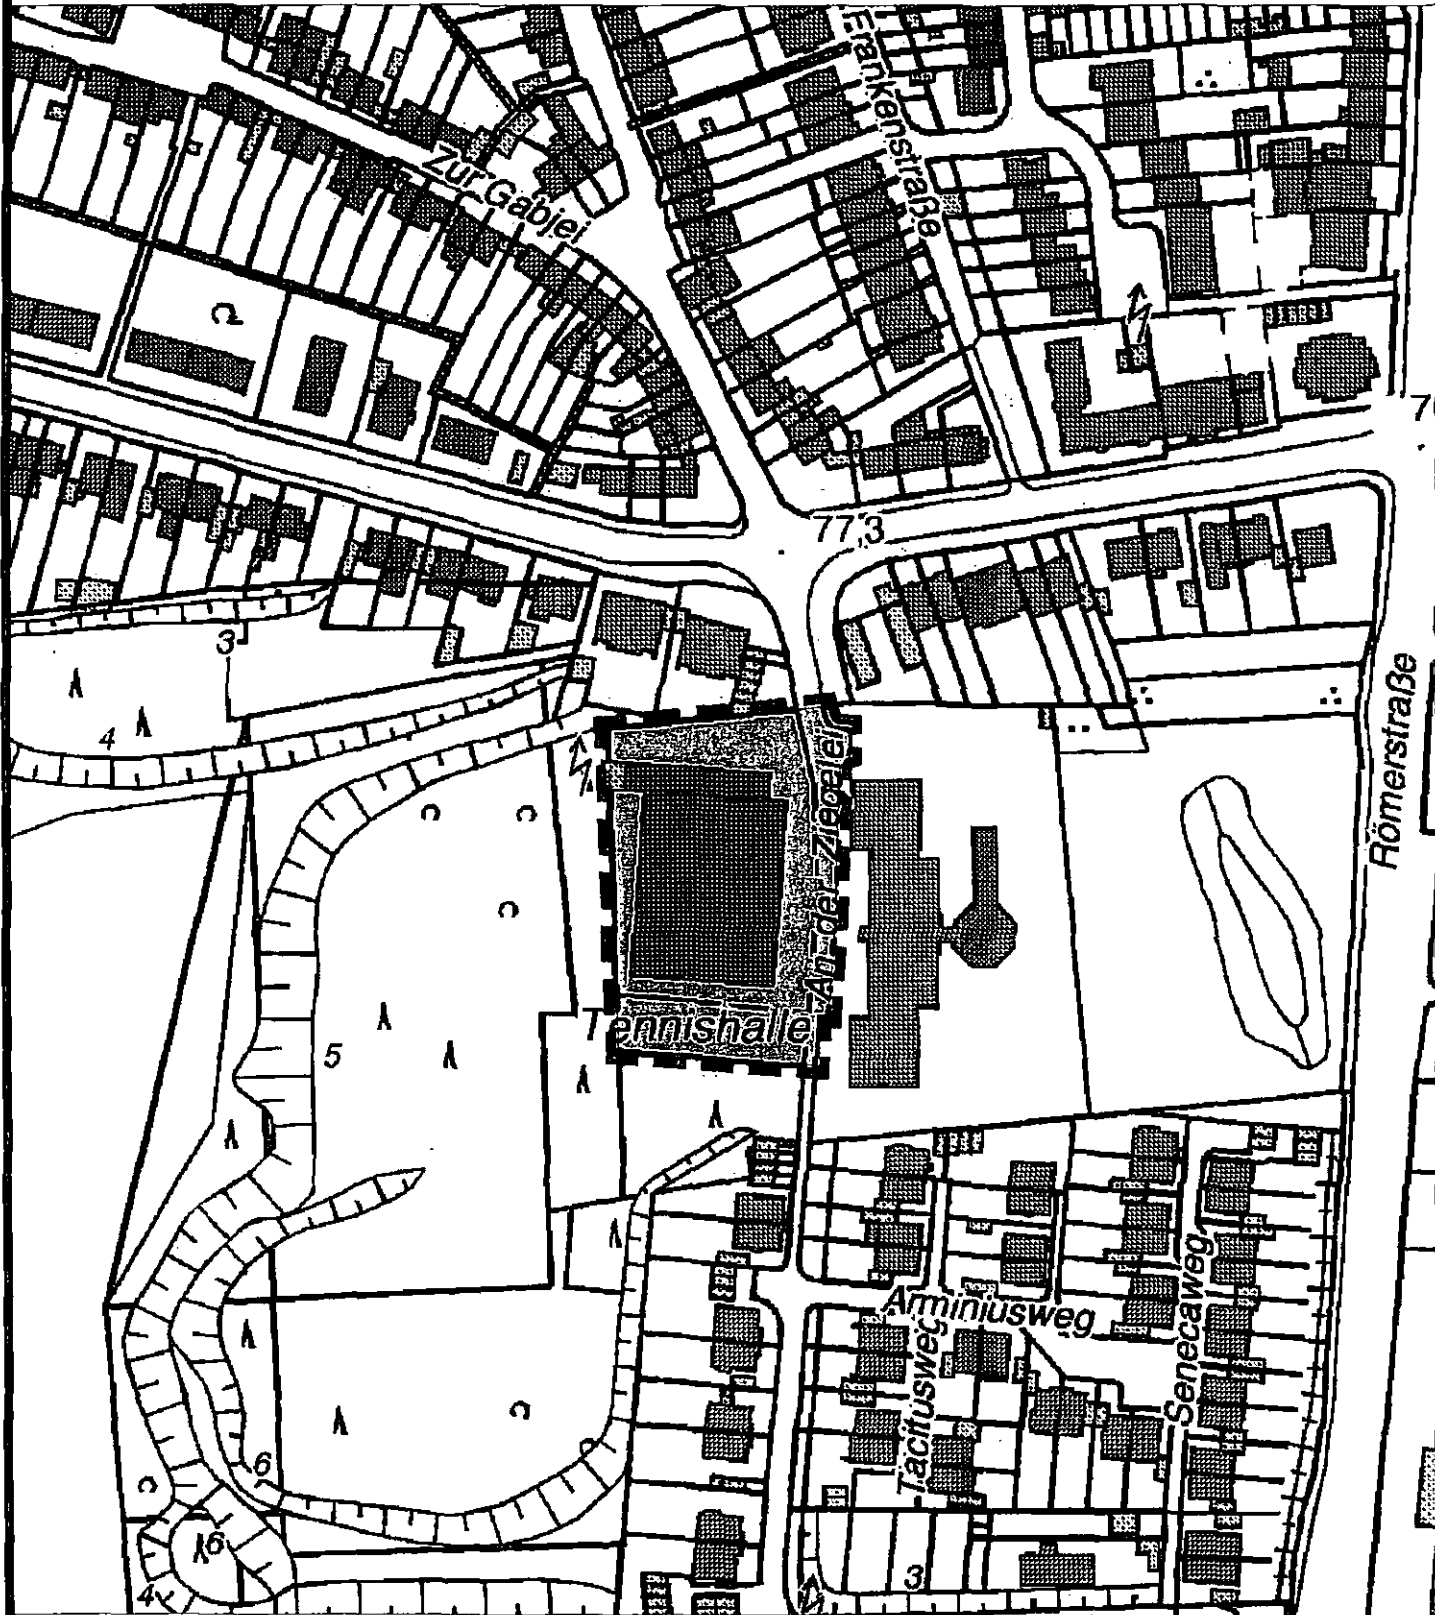 Frankenstraße
Zur Gabjei
70
77,3
3
4
Römerstraße
An der Ziegelei
Tennishalle
5
Arminiusweg
Senecaweg
Tacitusweg
6
6
4
3